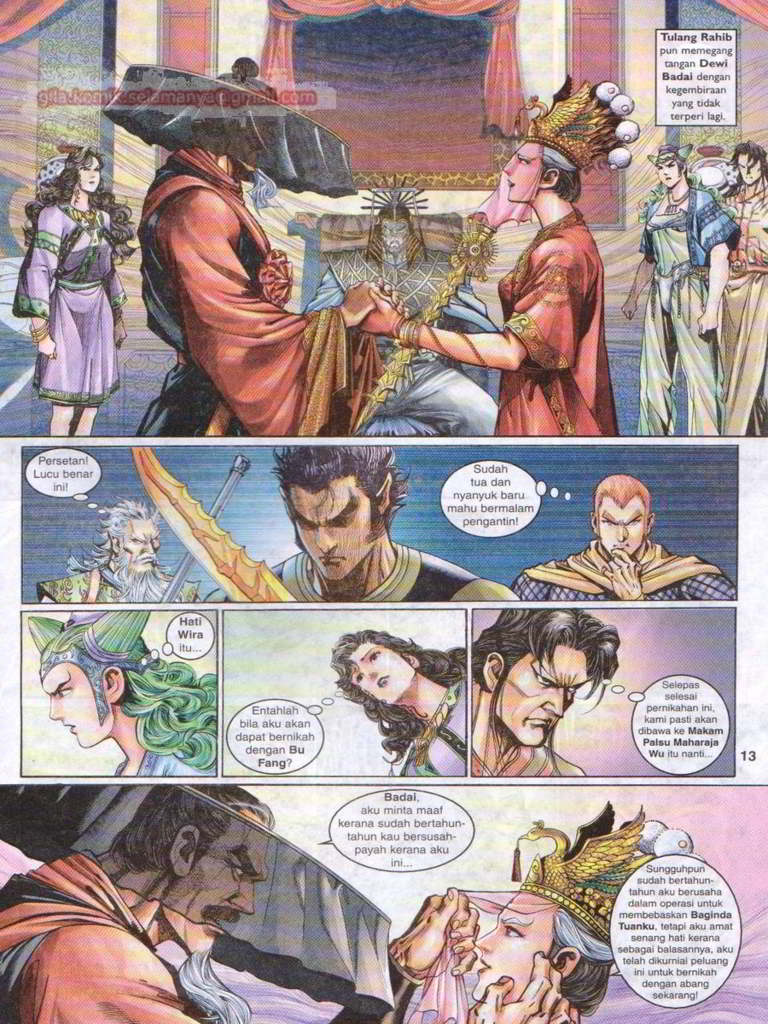 Tulang Rahib
pun memegang
tangan Dewi
Badai dengan
kegembiraan
yang tidak
terperi lagi.
gila.komik.selamanya@gmail.com
Persetan!
Lucu benar
ini!
Sudah
tua dan
nyanyuk baru
mahu bermalam
pengantin!
Hati
Wira
itu...
Entahlah
bila aku akan
dapat bernikah
dengan Bu
Fang?
Selepas
selesai
pernikahan ini,
kami pasti akan
dibawa ke Makam
Palsu Maharaja
Wu itu nanti...
13
Badai,
aku minta maaf
kerana sudah bertahun-
tahun kau bersusah-
payah kerana aku
ini...
Sungguhpun
sudah bertahun-
tahun aku berusaha
dalam operasi untuk
membebaskan Baginda
Tuanku, tetapi aku amat
senang hati kerana
sebagai balasannya, aku
telah dikurniai peluang
ini untuk bernikah
dengan abang
sekarang!